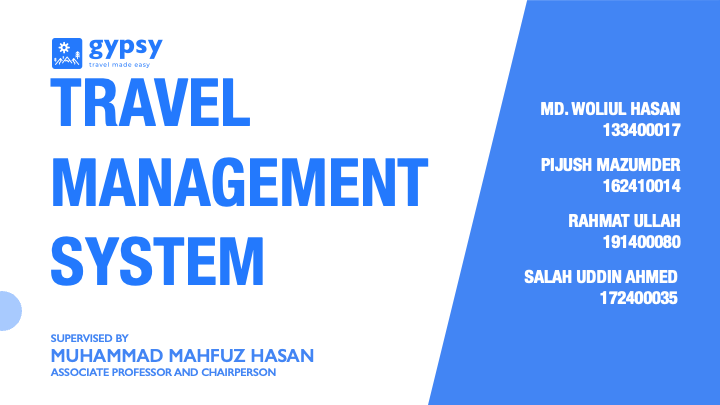 gypsy
travel made easy
TRAVEL
MANAGEMENT
SYSTEM
SUPERVISED BY
MUHAMMAD MAHFUZ HASAN
ASSOCIATE PROFESSOR AND CHAIRPERSON
MD. WOLIUL HASAN
133400017
PIJUSH MAZUMDER
162410014
RAHMAT ULLAH
191400080
SALAH UDDIN AHMED
172400035